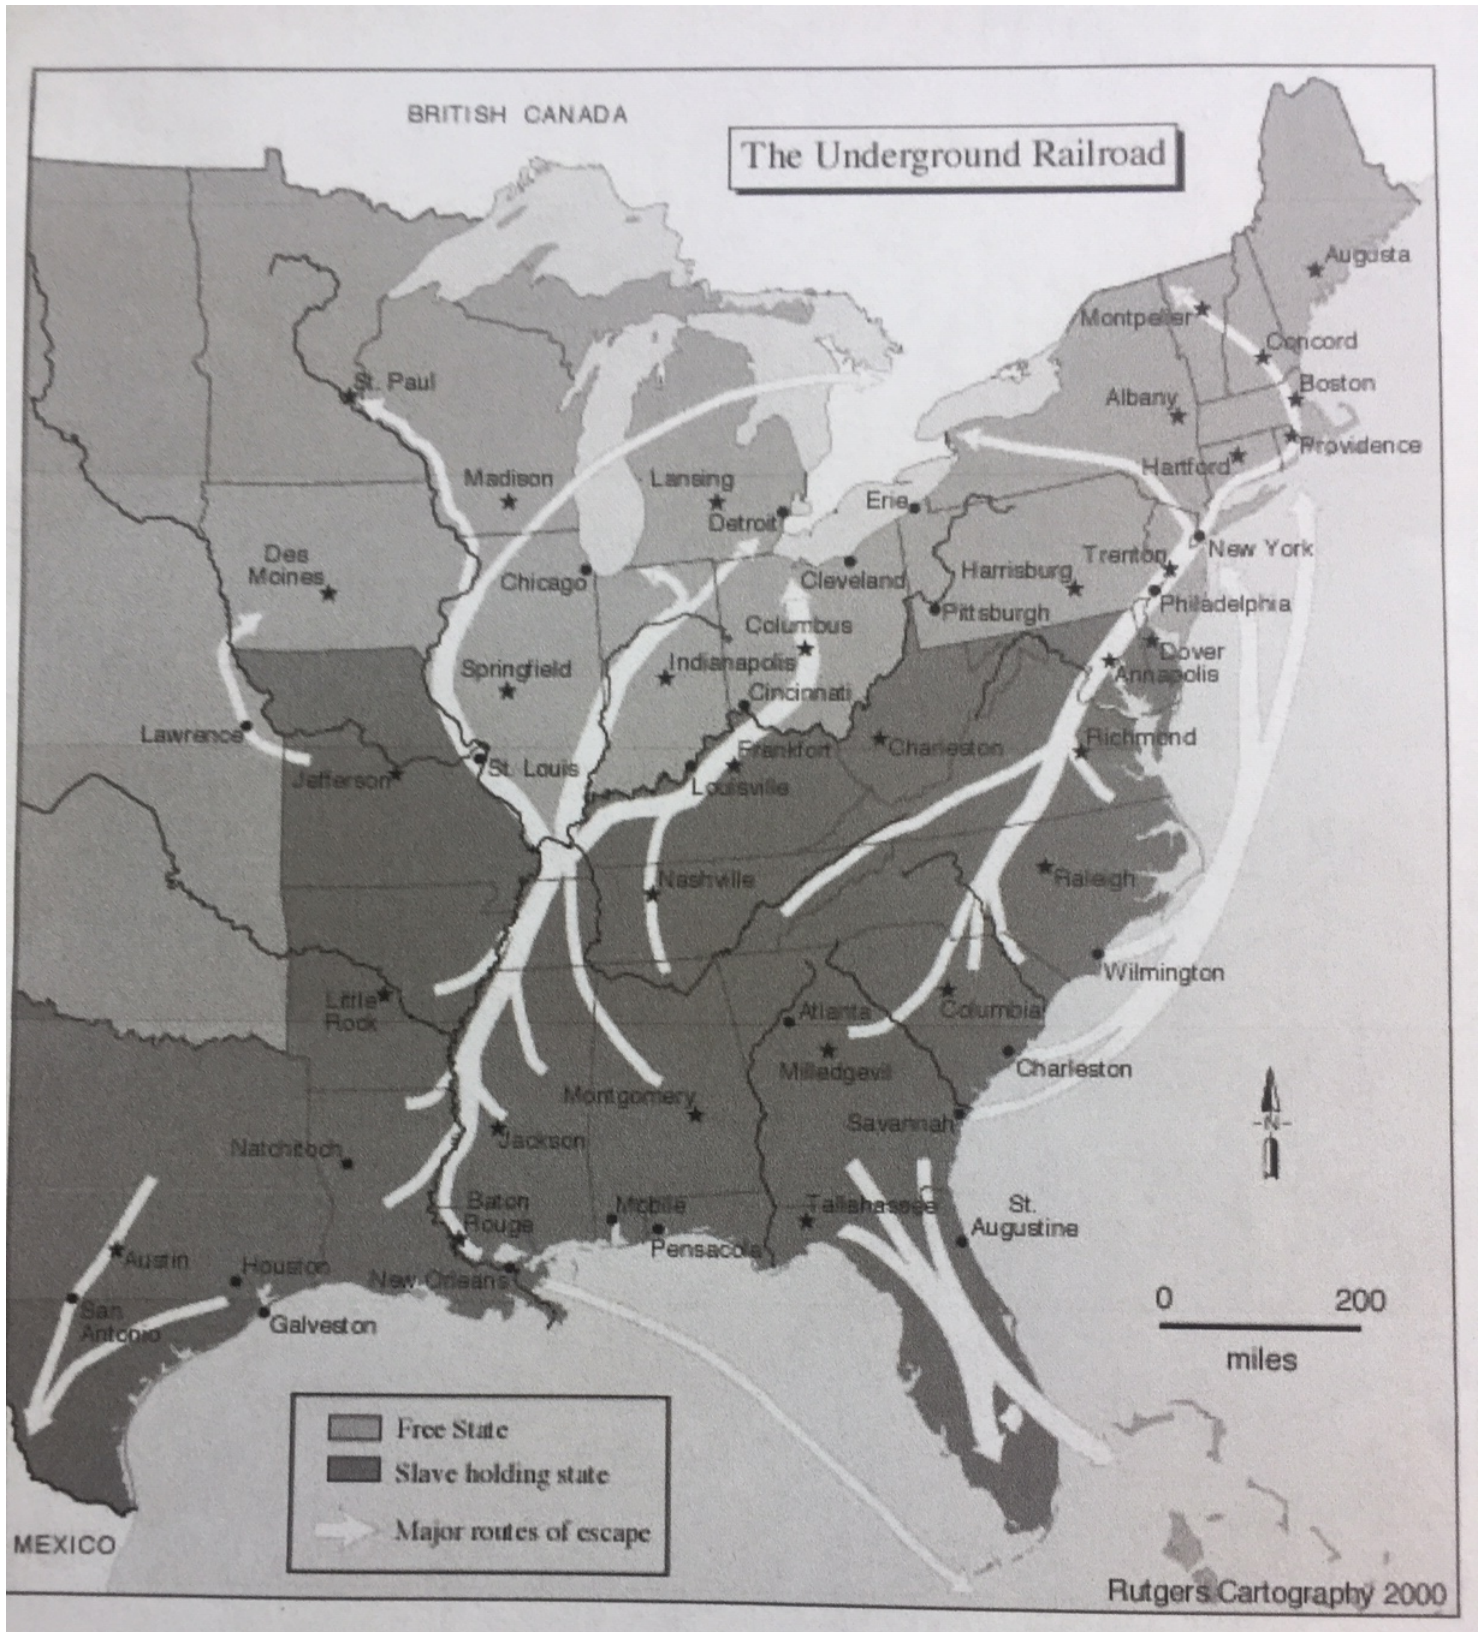 BRITISH CANADA
The Underground Railroad
Augusta
Montpelier
Concord
St. Paul
Boston
Albany
Providence
Hartford
Madison
Lansing
Erie
Detroit
New York
Des
Moines
Trenton
Chicago
Cleveland
Harrisburg
Philadelphia
Pittsburgh
Columbus
Dover
Springfield
Indianapolis
Annapolis
Cincinnati
Lawrence
Frankfort
Charleston
Richmond
St. Louis
Jefferson
Louisville
Nashville
Raleigh
Wilmington
Little
Rock
Atlanta
Columbia
Milledgevil
Charleston
Montgomery
Savannah
-N-
Jackson
Natchitoch
Baton
Rouge
Mobile
Tallahassee
St.
Augustine
Pensacola
Austin
Houston
New Orleans
San
Antonio
Galveston
0 200
miles
Free State
Slave holding state
Major routes of escape
MEXICO
Rutgers Cartography 2000